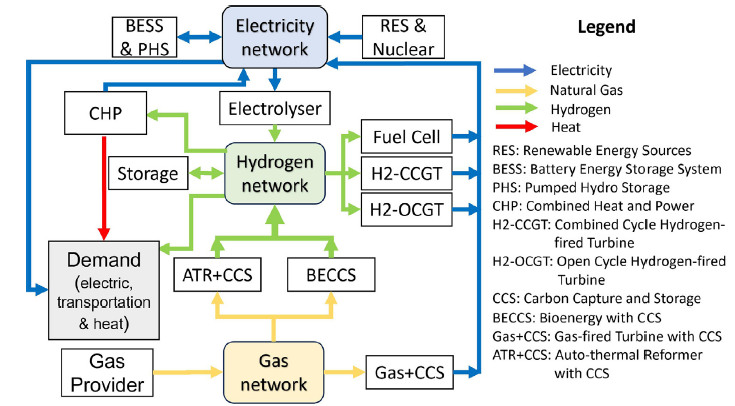 BESS
& PHS
Electricity
network
RES &
Nuclear
CHP
Electrolyser
Storage
Hydrogen
network
Fuel Cell
H2-CCGT
H2-OCGT
Demand
(electric,
transportation
& heat)
ATR+CCS
BECCS
Gas
Provider
Gas
network
Gas+CCS
Legend
Electricity
Natural Gas
Hydrogen
Heat
RES: Renewable Energy Sources
BESS: Battery Energy Storage System
PHS: Pumped Hydro Storage
CHP: Combined Heat and Power
H2-CCGT: Combined Cycle Hydrogen-
fired Turbine
H2-OCGT: Open Cycle Hydrogen-fired
Turbine
CCS: Carbon Capture and Storage
BECCS: Bioenergy with CCS
Gas+CCS: Gas-fired Turbine with CCS
ATR+CCS: Auto-thermal Reformer
with CCS